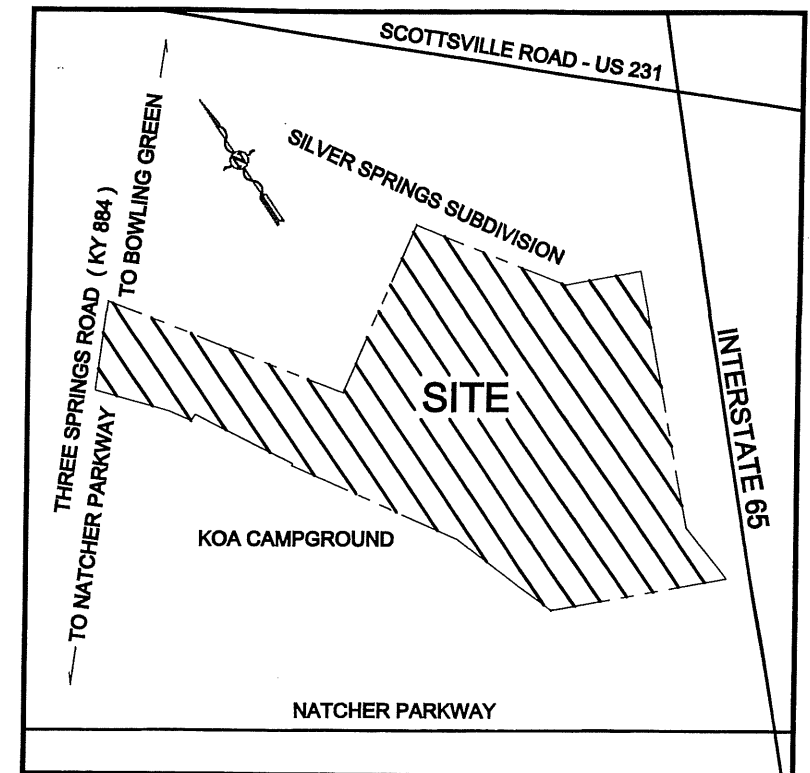 SCOTTSVILLE ROAD - US 231
SILVER SPRINGS SUBDIVISION
N
THREE SPRINGS ROAD ( KY 884 )
TO BOWLING GREEN
TO NATCHER PARKWAY
SITE
INTERSTATE 65
KOA CAMPGROUND
NATCHER PARKWAY